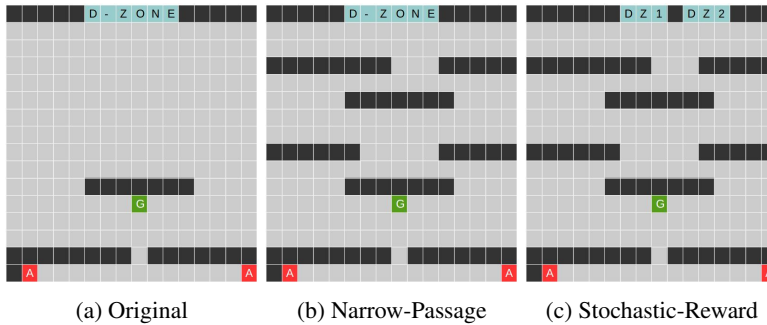 D - Z O N E
D - Z O N E
D Z 1 D Z 2
G
G
G
A A
A A
A A
(a) Original
(b) Narrow-Passage
(c) Stochastic-Reward